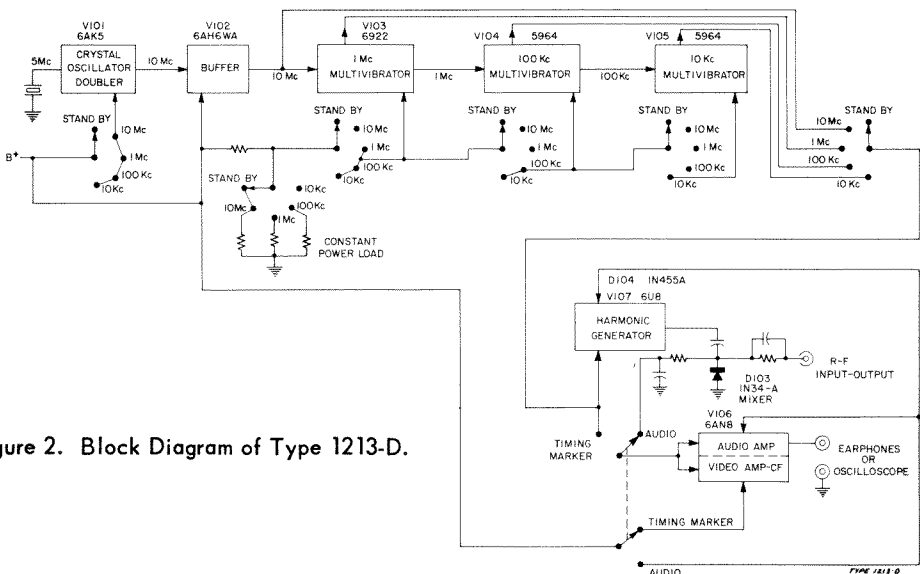 V101
6AK5
V102
6AH6WA
V103
6922
V104 5964
V105 5964
5Mc
CRYSTAL
OSCILLATOR
DOUBLER
10 Mc
BUFFER
10 Mc
1 Mc
MULTIVIBRATOR
1 Mc
100 Kc
MULTIVIBRATOR
100 Kc
10 Kc
MULTIVIBRATOR
STAND BY
10 Mc
1 Mc
100 Kc
10 Kc
B+
STAND BY
10 Mc
1 Mc
100 Kc
10 Kc
STAND BY
10 Mc
1 Mc
100 Kc
10 Kc
STAND BY
10 Mc
1 Mc
100 Kc
10 Kc
STAND BY
10 Mc
1 Mc
100 Kc
10 Kc
STAND BY
10 Kc
10 Mc
100 Kc
1 Mc
CONSTANT
POWER LOAD
D104 1N455A
V107 6U8
HARMONIC
GENERATOR
R-F
INPUT-OUTPUT
D103
1N34-A
MIXER
V106
6AN8
TIMING
MARKER
AUDIO
AUDIO AMP
VIDEO AMP-CF
EARPHONES
OR
OSCILLOSCOPE
TIMING MARKER
AUDIO
TYPE 1213-D
gure 2. Block Diagram of Type 1213-D.